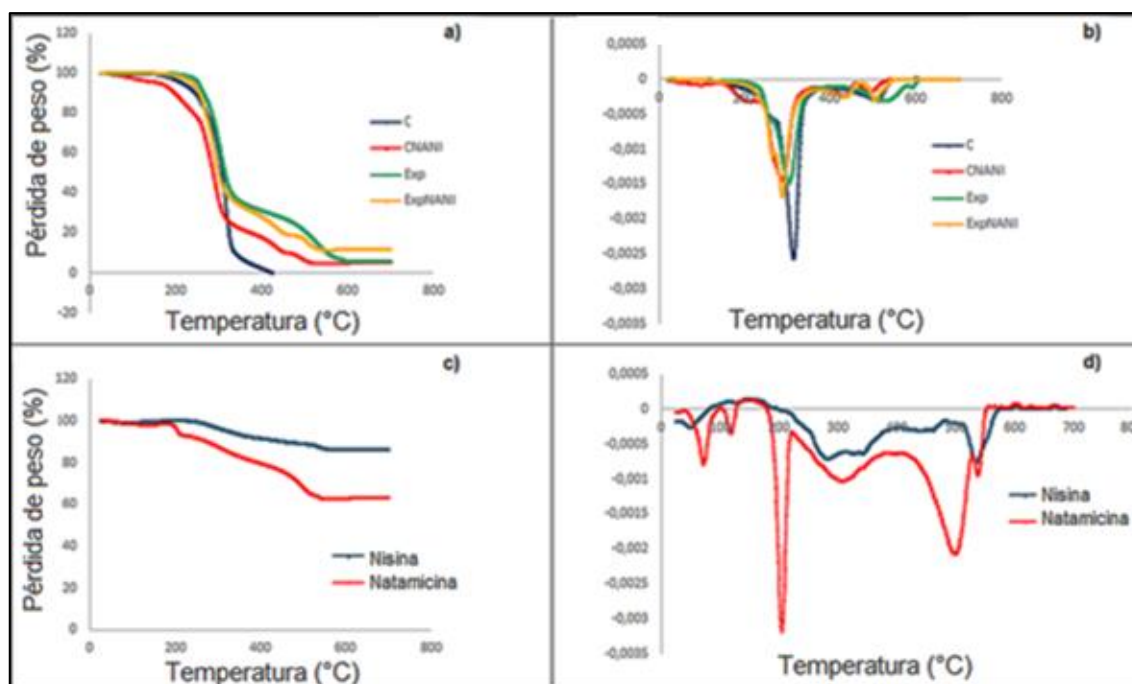 a)
Pérdida de peso (%)
120
100
80
60
40
20
0
-20
0
200
400
600
800
C
CNANI
Exp
ExpNANI
Temperatura (°C)
b)
0,0005
0
-0,0005
-0,001
-0,0015
-0,002
-0,0025
-0,003
-0,0035
0
200
400
600
800
C
CNANI
Exp
ExpNANI
Temperatura (°C)
c)
Pérdida de peso (%)
120
100
80
60
40
20
0
0
200
400
600
800
Nisina
Natamicina
Temperatura (°C)
d)
0,0005
0
-0,0005
-0,001
-0,0015
-0,002
-0,0025
-0,003
-0,0035
0
100
200
300
400
500
600
700
800
Nisina
Natamicina
Temperatura (°C)